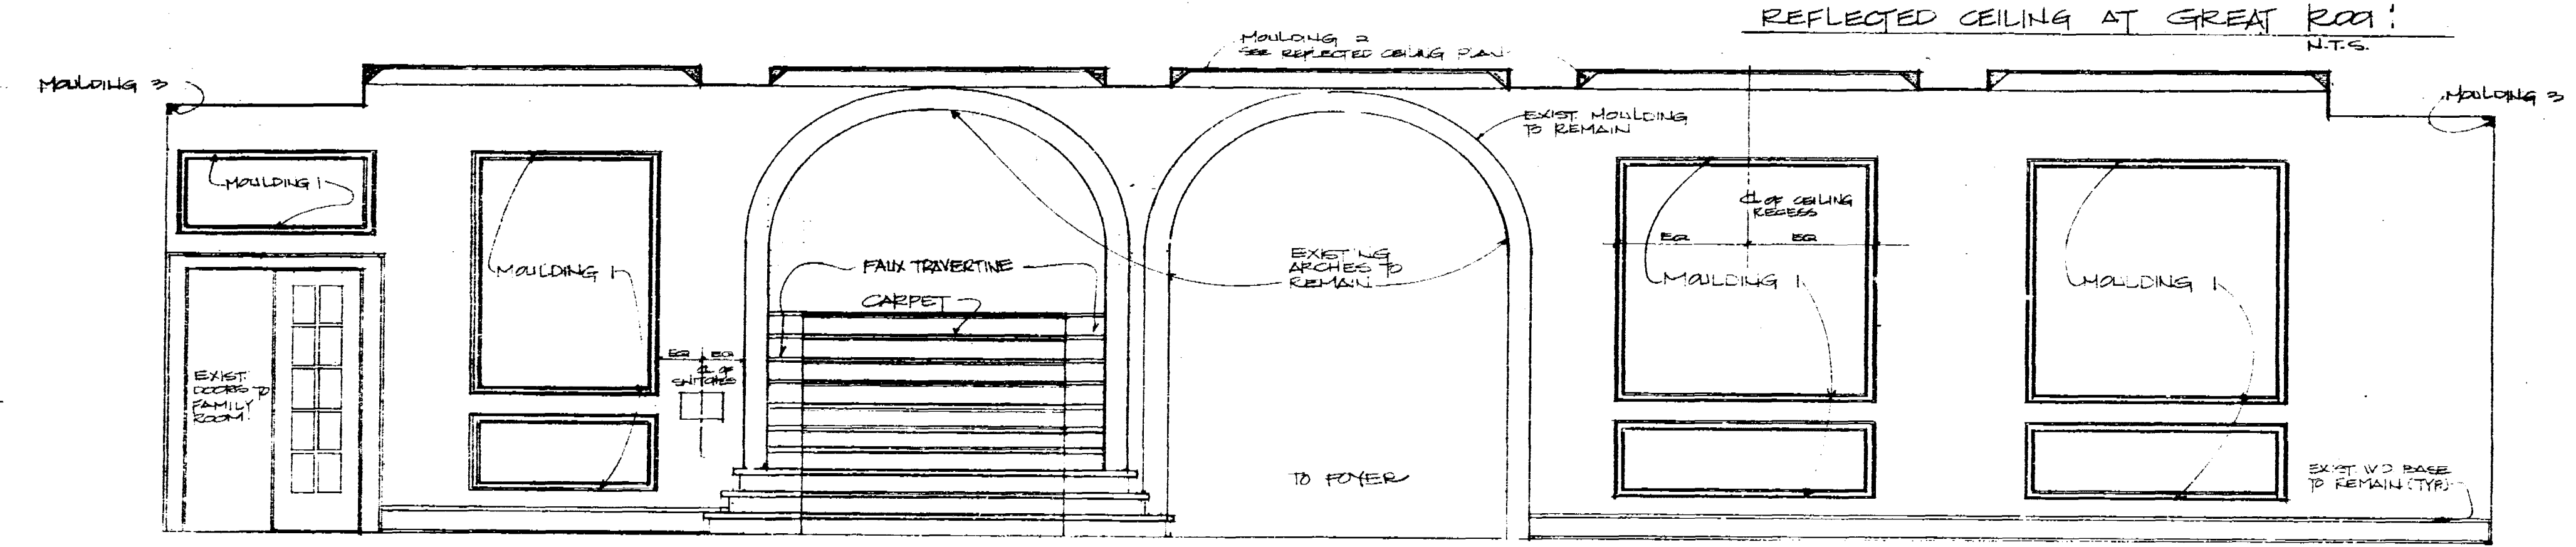 REFLECTED CEILING AT GREAT
N.T.S.
MOULDING 2
SEE REFLECTED CEILING PLAN
MOULDING 3
MOULDING 3
EXIST MOULDING
TO REMAIN
MOULDING 1
℄ OF CEILING
RECESS
EQ EQ
EXISTING
ARCHES TO
REMAIN
FAUX TRAVERTINE
CARPET
MOULDING 1
MOULDING 1
MOULDING 1
EQ EQ
℄ OF
SWITCHES
EXIST.
DOORS TO
FAMILY
ROOM.
TO FOYER
EXIST WD BASE
TO REMAIN (TYP)